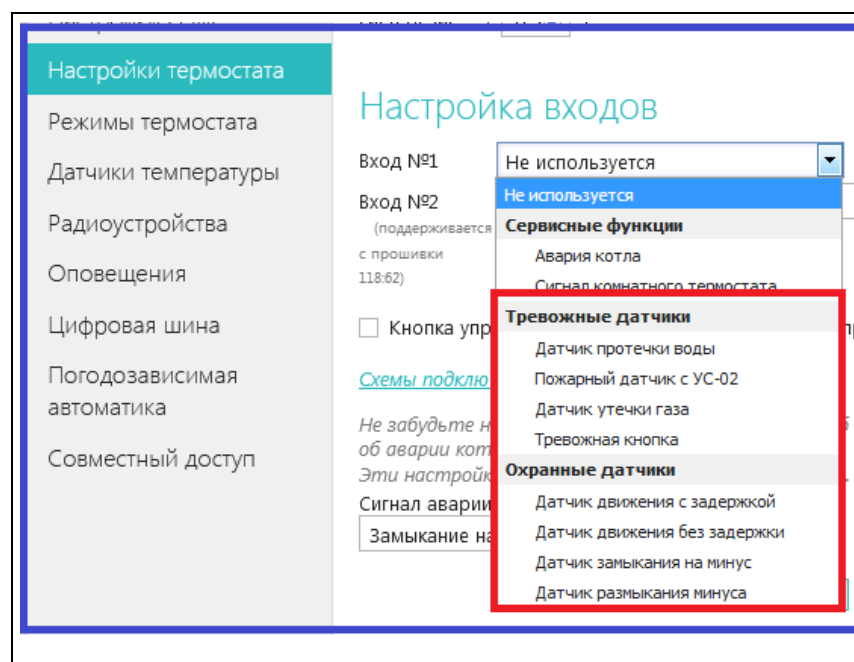 Настройки термостата
Режимы термостата
Датчики температуры
Радиоустройства
Оповещения
Цифровая шина
Погодозависимая
автоматика
Совместный доступ
Настройка входов
Вход №1
Не используется
Вход №2
(поддерживается
с прошивки
118:62)
Не используется
Сервисные функции
Авария котла
Сигнал комнатного термостата
Тревожные датчики
Датчик протечки воды
Пожарный датчик с УС-02
Датчик утечки газа
Тревожная кнопка
Охранные датчики
Датчик движения с задержкой
Датчик движения без задержки
Датчик замыкания на минус
Датчик размыкания минуса
Кнопка упр
Схемы подклю
Не забудьте н
об аварии кот
Эти настройк
Сигнал аварии
Замыкание на